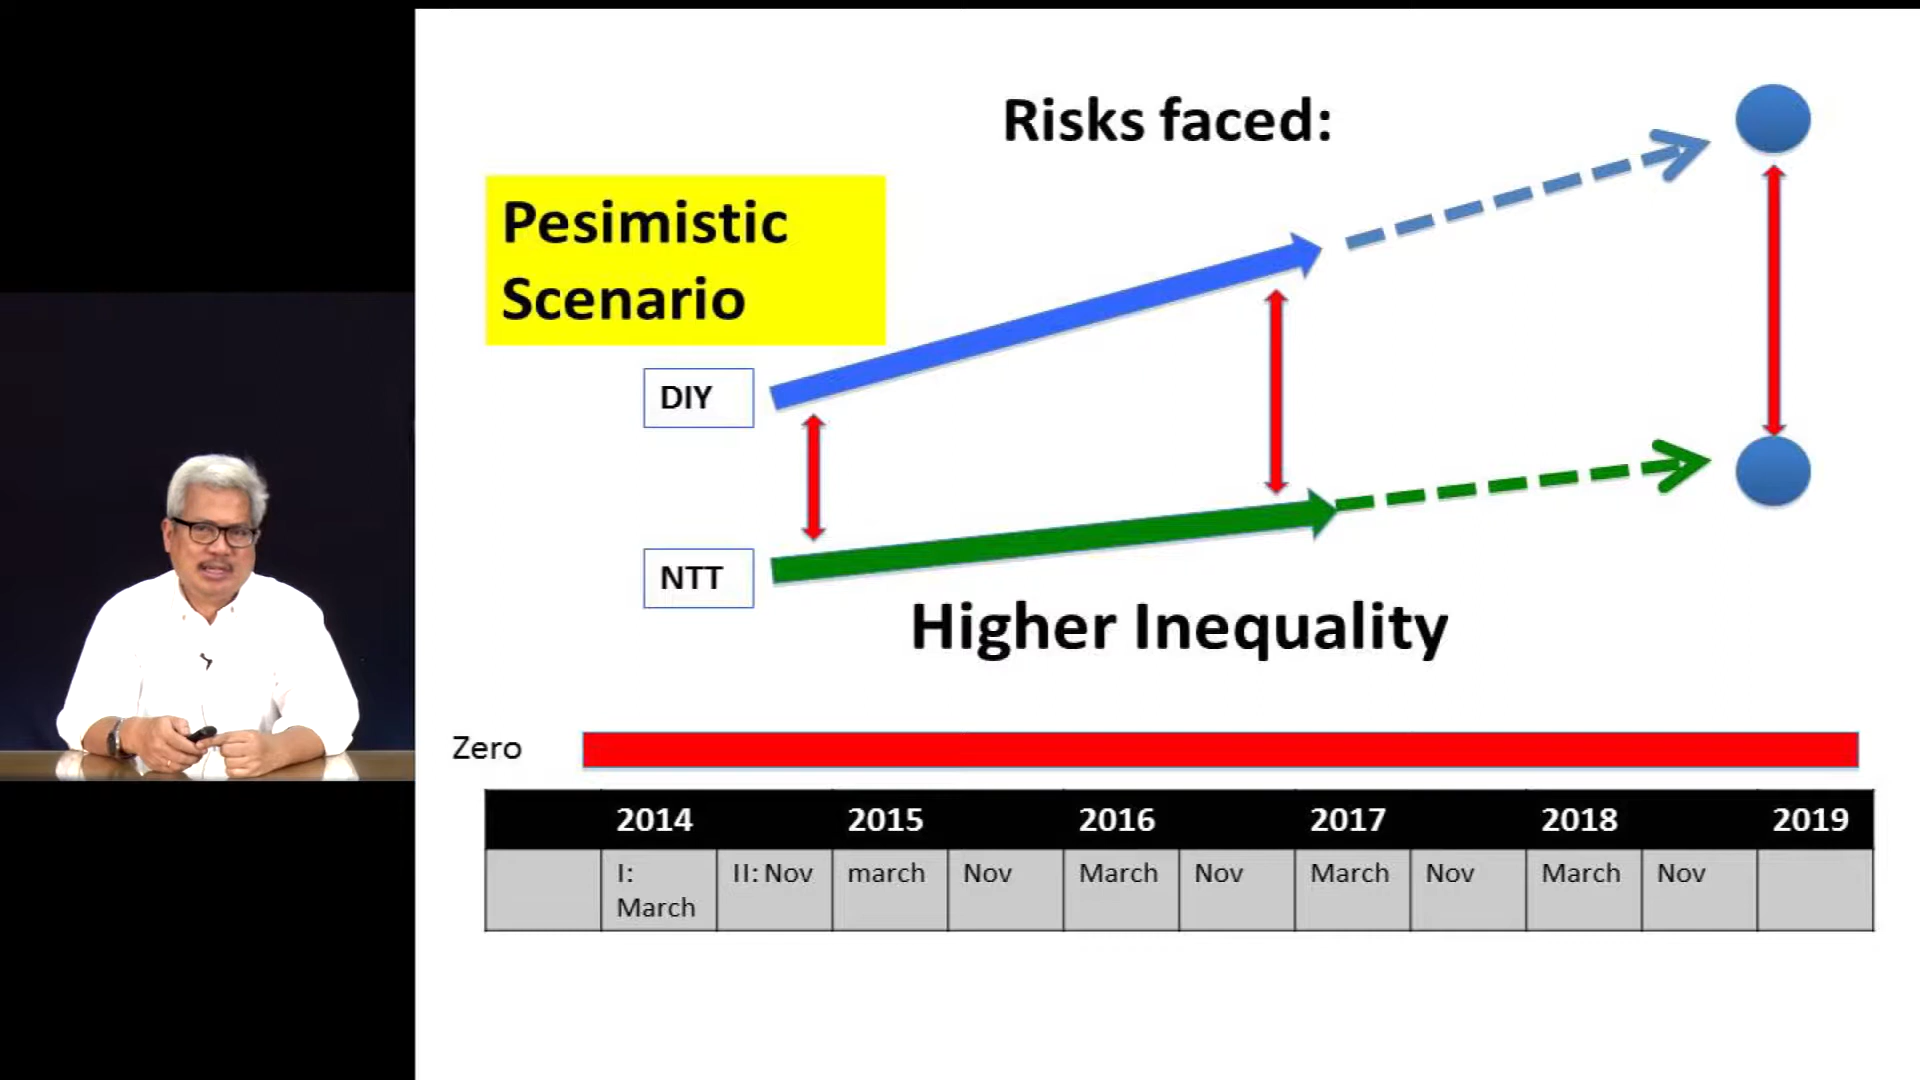 Risks faced:
Pesimistic
Scenario
DIY
NTT
Higher Inequality
Zero
2014 2015 2016 2017 2018 2019
I: March II: Nov march Nov March Nov March Nov March Nov